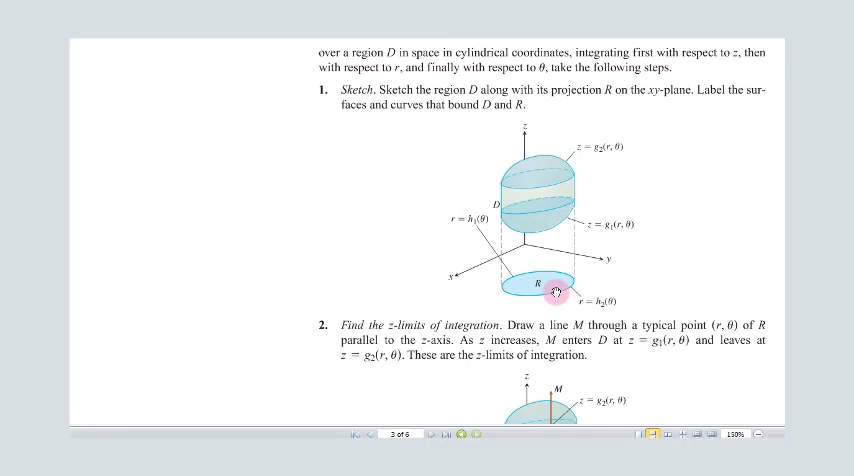 over a region D in space in cylindrical coordinates, integrating first with respect to z, then
with respect to r, and finally with respect to θ, take the following steps.
1. Sketch. Sketch the region D along with its projection R on the xy-plane. Label the sur-
faces and curves that bound D and R.
z
z = g₂(r, θ)
D
r = h₁(θ)
z = g₁(r, θ)
y
x
R
r = h₂(θ)
2. Find the z-limits of integration. Draw a line M through a typical point (r, θ) of R
parallel to the z-axis. As z increases, M enters D at z = g₁(r, θ) and leaves at
z = g₂(r, θ). These are the z-limits of integration.
z
M
z = g₂(r, θ)
3 of 6
150%